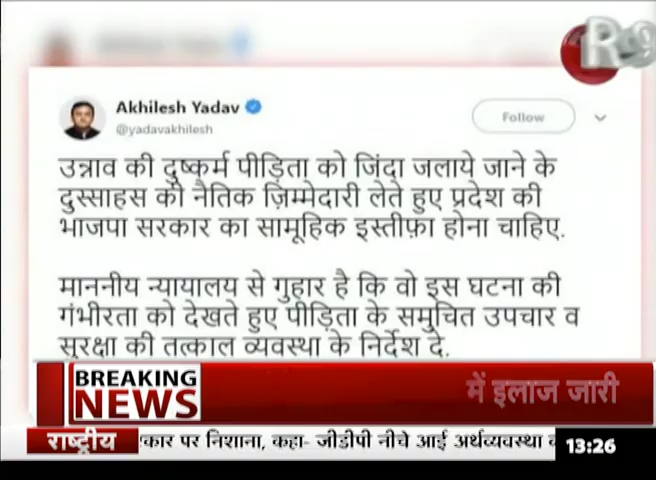 R9
Akhilesh Yadav
@yadavakhilesh
Follow
उन्नाव की दुष्कर्म पीड़िता को जिंदा जलाये जाने के
दुस्साहस की नैतिक ज़िम्मेदारी लेते हुए प्रदेश की
भाजपा सरकार का सामूहिक इस्तीफ़ा होना चाहिए.
माननीय न्यायालय से गुहार है कि वो इस घटना की
गंभीरता को देखते हुए पीड़िता के समुचित उपचार व
सुरक्षा की तत्काल व्यवस्था के निर्देश दे.
BREAKING
NEWS
में इलाज जारी
राष्ट्रीय
कार पर निशाना, कहा- जीडीपी नीचे आई अर्थव्यवस्था
13:26